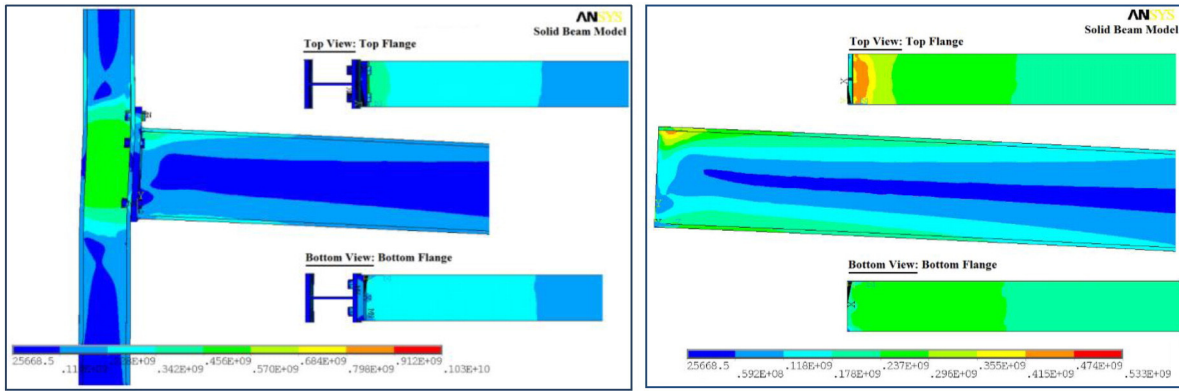 ANSYS
Solid Beam Model
Top View: Top Flange
Bottom View: Bottom Flange
25668.5
.342E+09
.456E+09
.570E+09
.684E+09
.798E+09
.912E+09
.103E+10
ANSYS
Solid Beam Model
Top View: Top Flange
Bottom View: Bottom Flange
25668.5
.592E+08
.118E+09
.178E+09
.237E+09
.296E+09
.355E+09
.415E+09
.474E+09
.533E+09